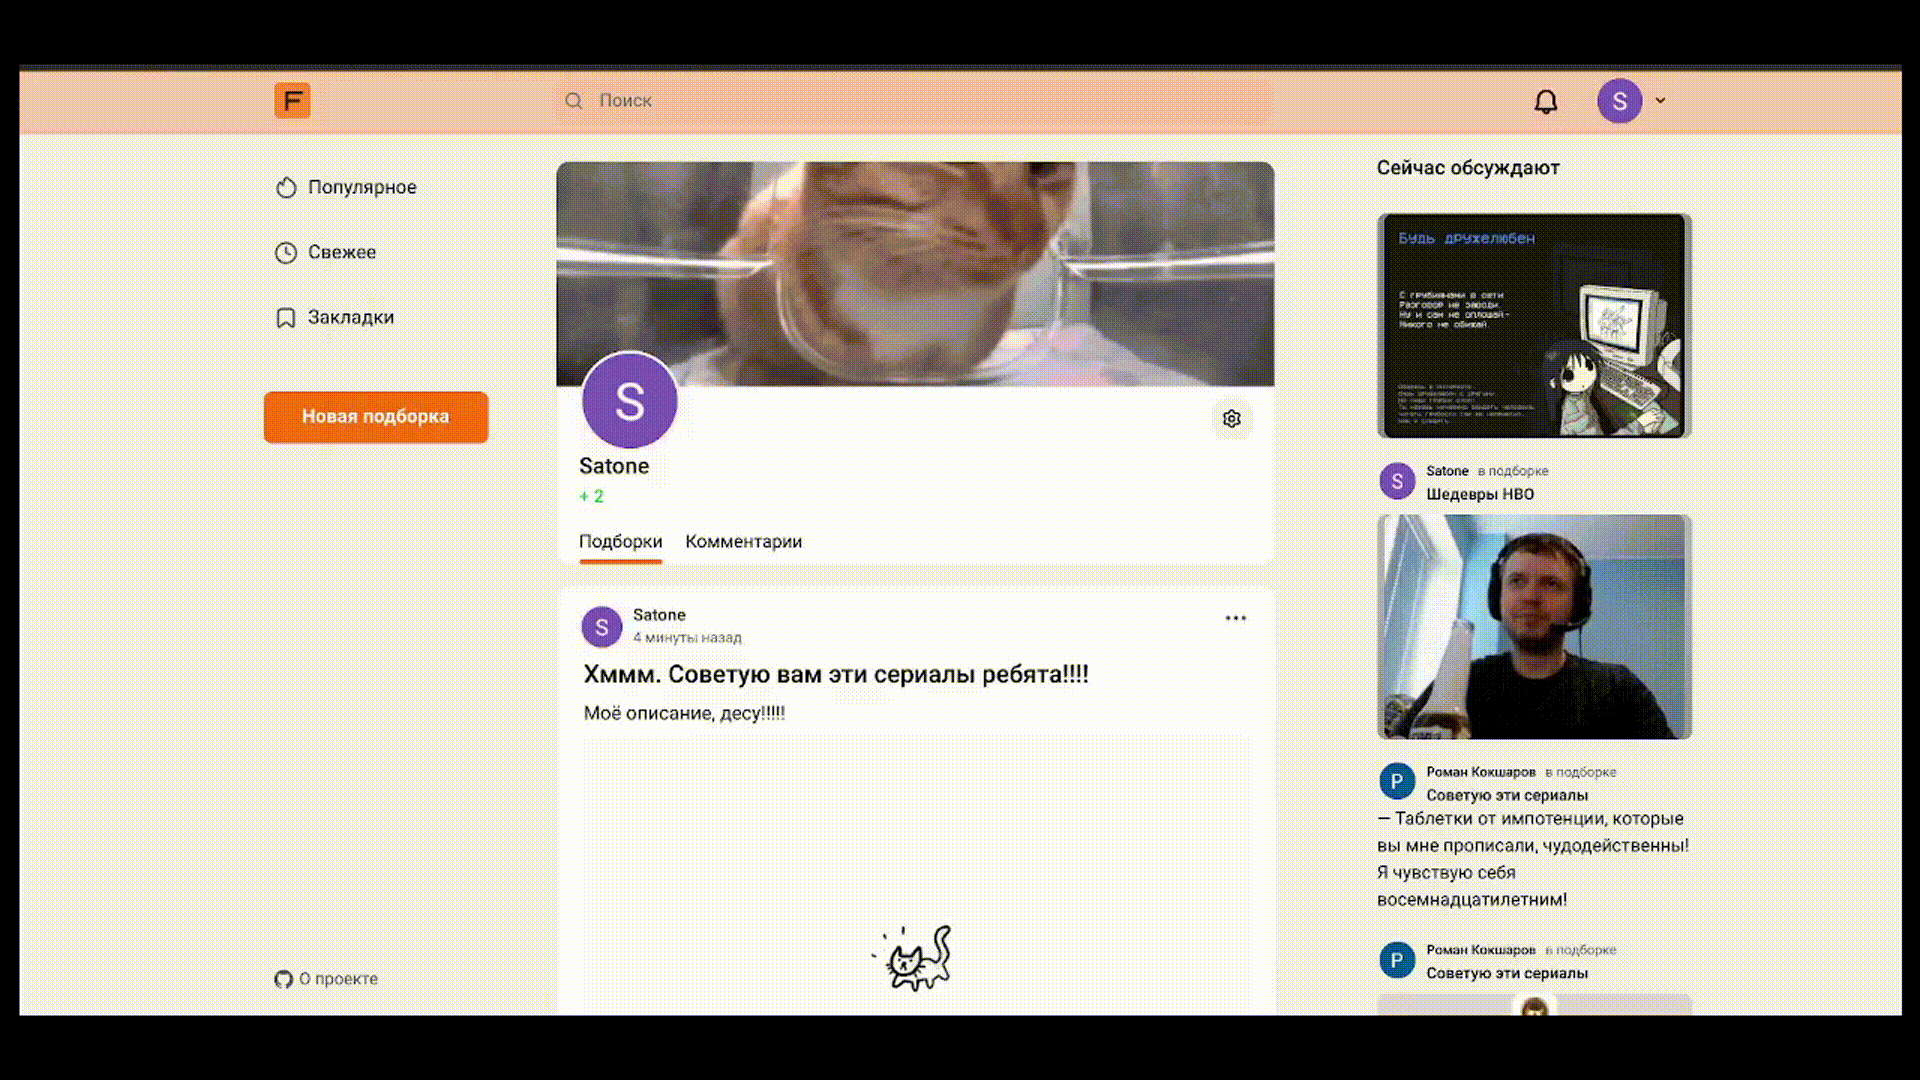 F
Поиск
S
Популярное
Свежее
Закладки
Новая подборка
О проекте
S
Satone
+ 2
Подборки Комментарии
S
Satone
4 минуты назад
Хммм. Советую вам эти сериалы ребята!!!!
Моё описание, десу!!!!!
Сейчас обсуждают
Будь дружелюбен
С грубиянами в сети
Разговор не заводи.
Ну и сам не оплошай-
Никого не обижай.
S
Satone в подборке
Шедевры HBO
Р
Роман Кокшаров в подборке
Советую эти сериалы
— Таблетки от импотенции, которые
вы мне прописали, чудодейственны!
Я чувствую себя
восемнадцатилетним!
Р
Роман Кокшаров в подборке
Советую эти сериалы